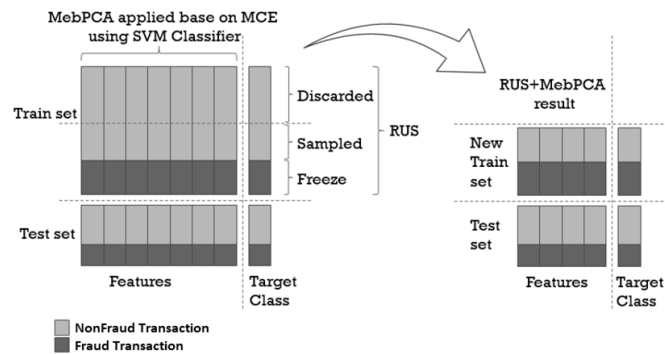 MebPCA applied base on MCE
using SVM Classifier
Train set
Discarded
Sampled
Freeze
RUS
Test set
Features
Target
Class
RUS+MebPCA
result
New
Train
set
Test
set
Features
Target
Class
NonFraud Transaction
Fraud Transaction